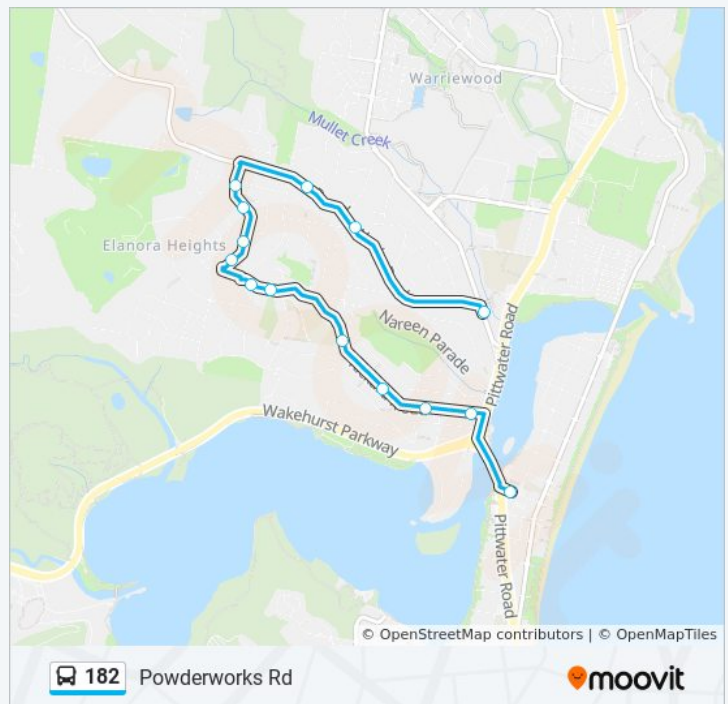 Warriewood
Mullet Creek
Elanora Heights
Nareen Parade
Pittwater Road
Wakehurst Parkway
Pittwater Road
© OpenStreetMap contributors | © OpenMapTiles
182 Powderworks Rd
moovit